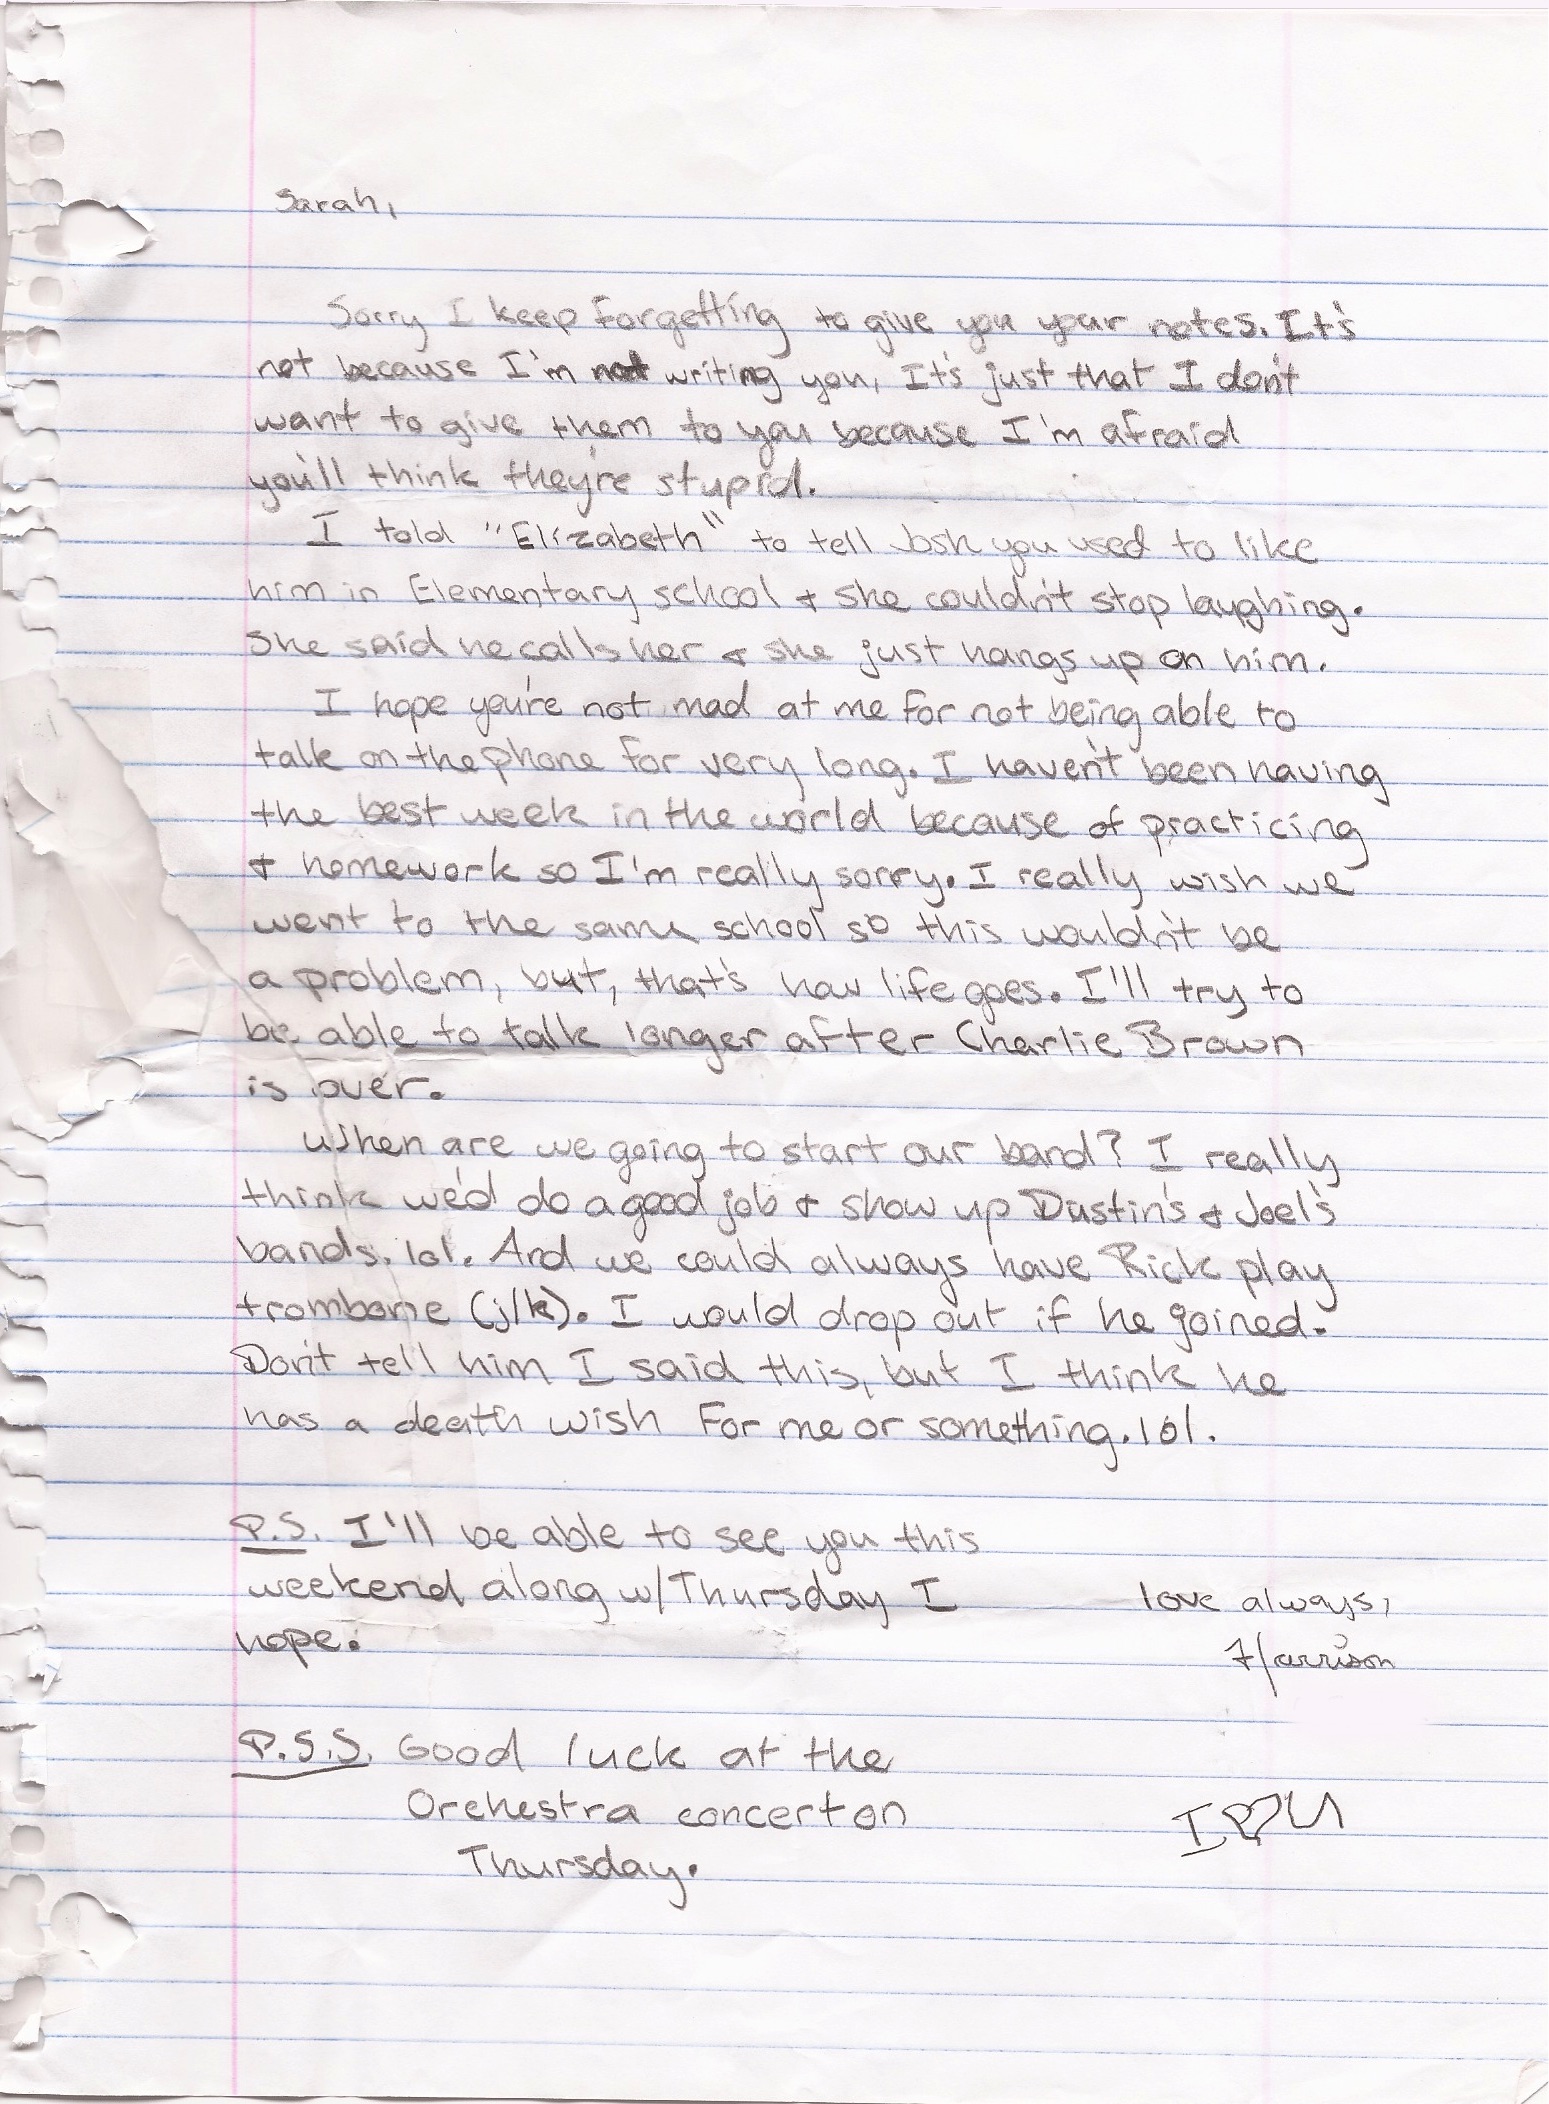 Sarah,
Sorry I keep forgetting to give you your notes. It's
not because I'm not writing you, It's just that I don't
want to give them to you because I'm afraid
you'll think they're stupid.
I told "Elizabeth" to tell Josh you used to like
him in Elementary school & she couldn't stop laughing.
She said he calls her & she just hangs up on him.
I hope you're not mad at me for not being able to
talk on the phone for very long. I haven't been having
the best week in the world because of practicing
& homework so I'm really sorry. I really wish we
went to the same school so this wouldn't be
a problem, but, that's how life goes. I'll try to
be able to talk longer after Charlie Brown
is over.
When are we going to start our band? I really
think we'd do a good job & show up Dustin's & Joel's
bands. lol. And we could always have Rick play
trombone (j/k). I would drop out if he goined.
Don't tell him I said this, but I think he
has a death wish for me or something. lol.
P.S. I'll be able to see you this
weekend along w/ Thursday I
hope.
love always,
Harrison
P.S.S. Good luck at the
Orchestra concert on
Thursday.
I ♡ U